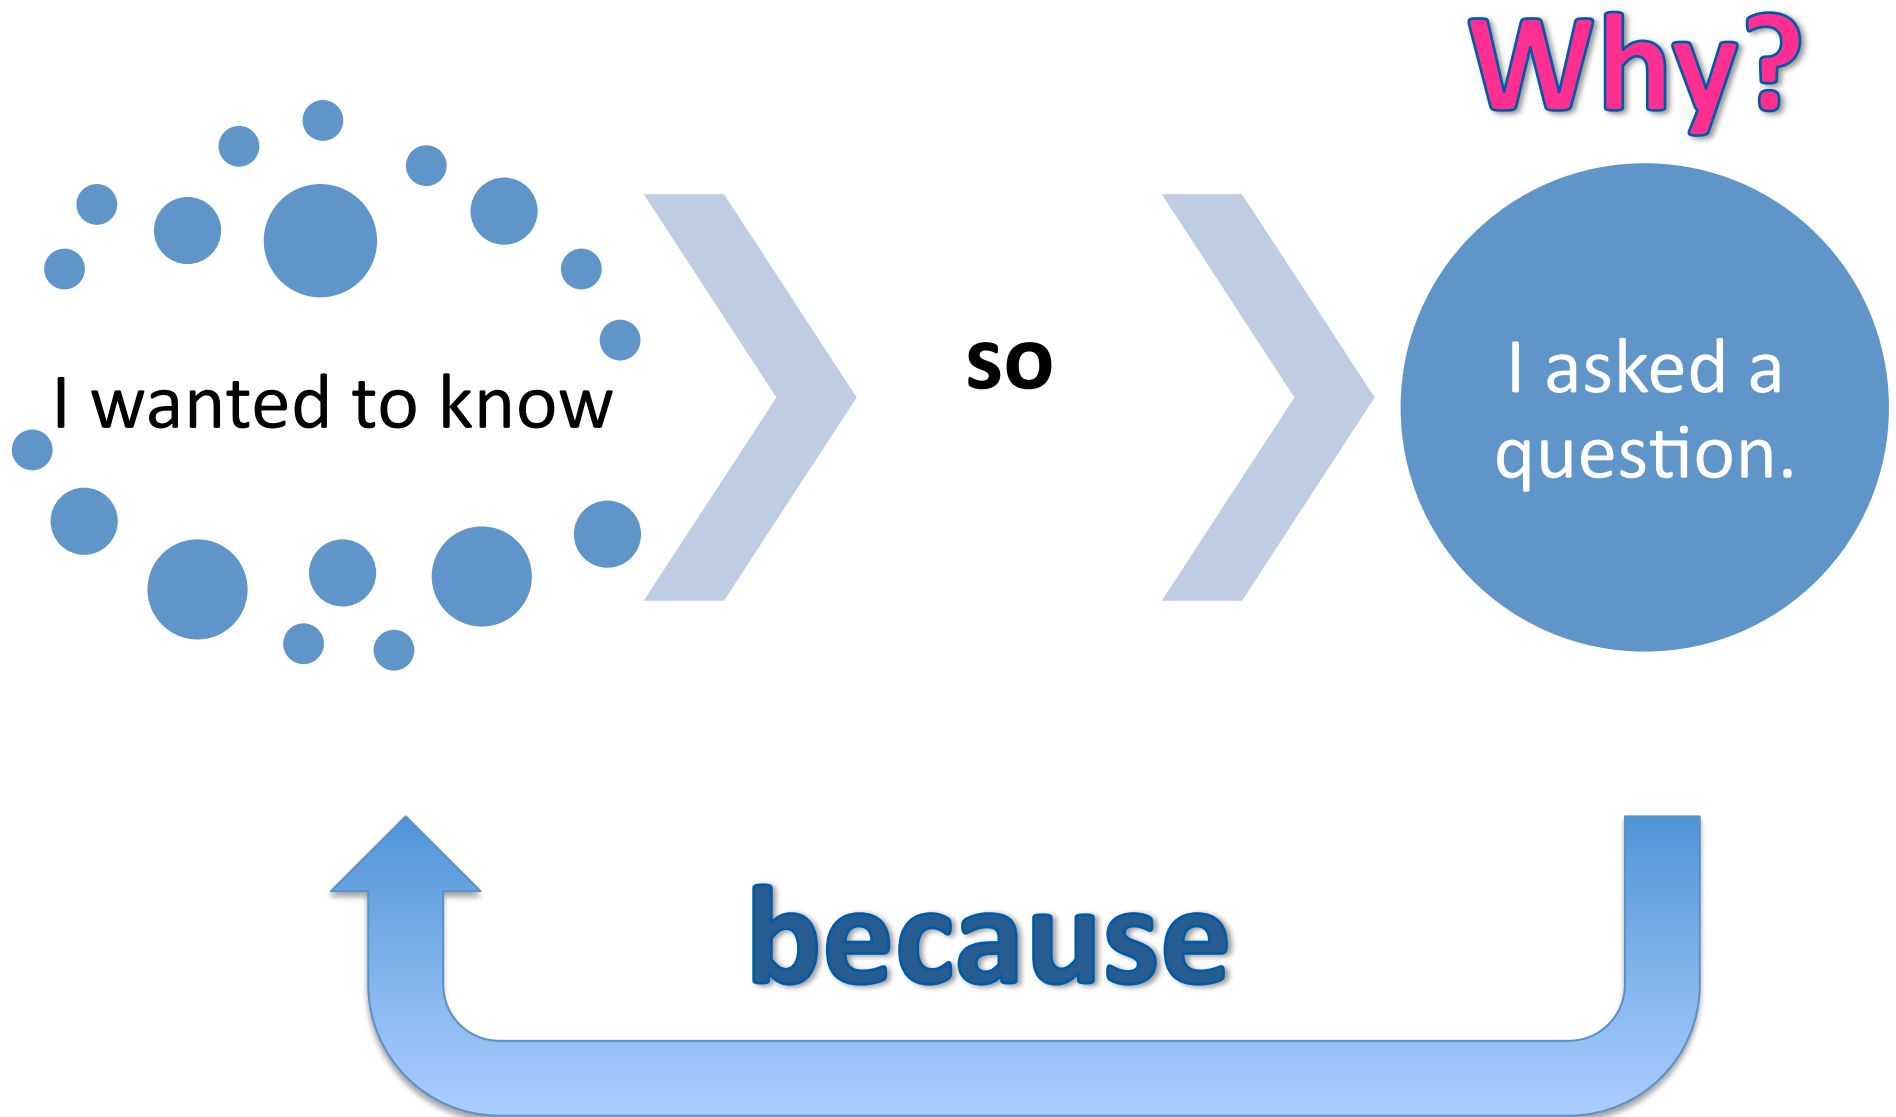 Why?
I wanted to know
so
I asked a
question.
because